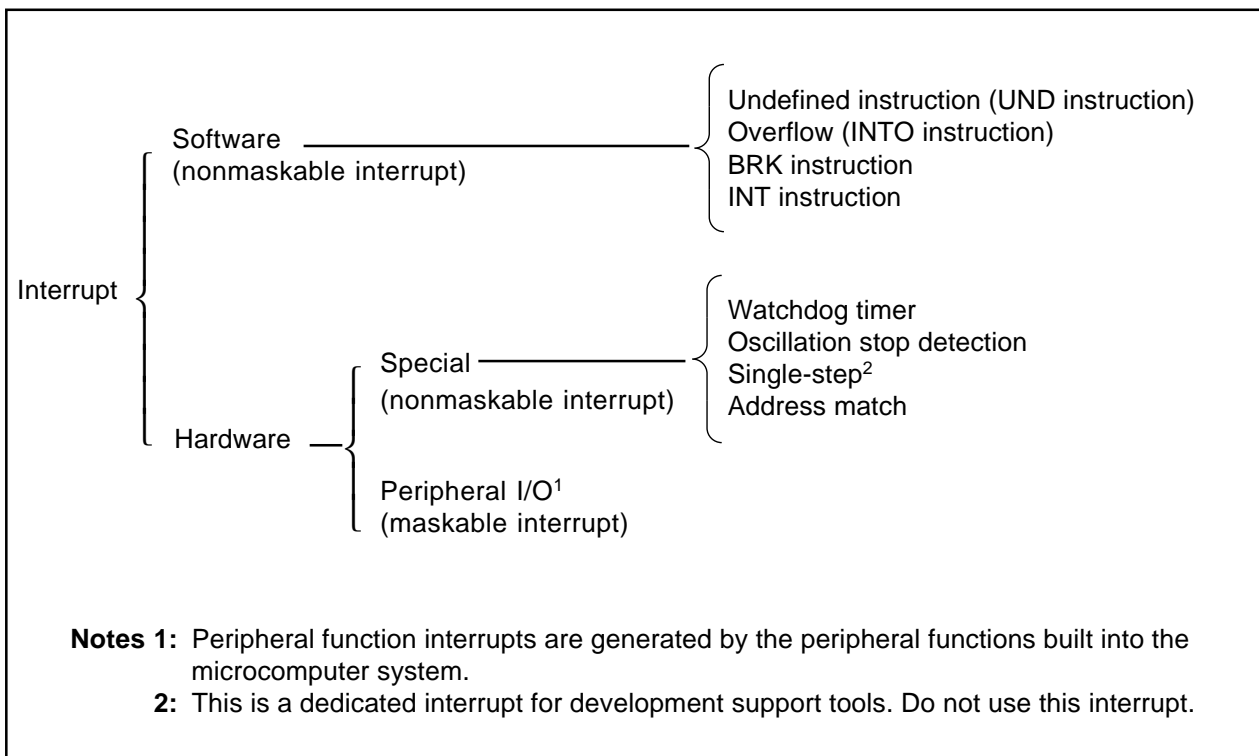 Interrupt
Software
(nonmaskable interrupt)
Undefined instruction (UND instruction)
Overflow (INTO instruction)
BRK instruction
INT instruction
Hardware
Special
(nonmaskable interrupt)
Watchdog timer
Oscillation stop detection
Single-step²
Address match
Peripheral I/O¹
(maskable interrupt)
Notes 1: Peripheral function interrupts are generated by the peripheral functions built into the
microcomputer system.
2: This is a dedicated interrupt for development support tools. Do not use this interrupt.